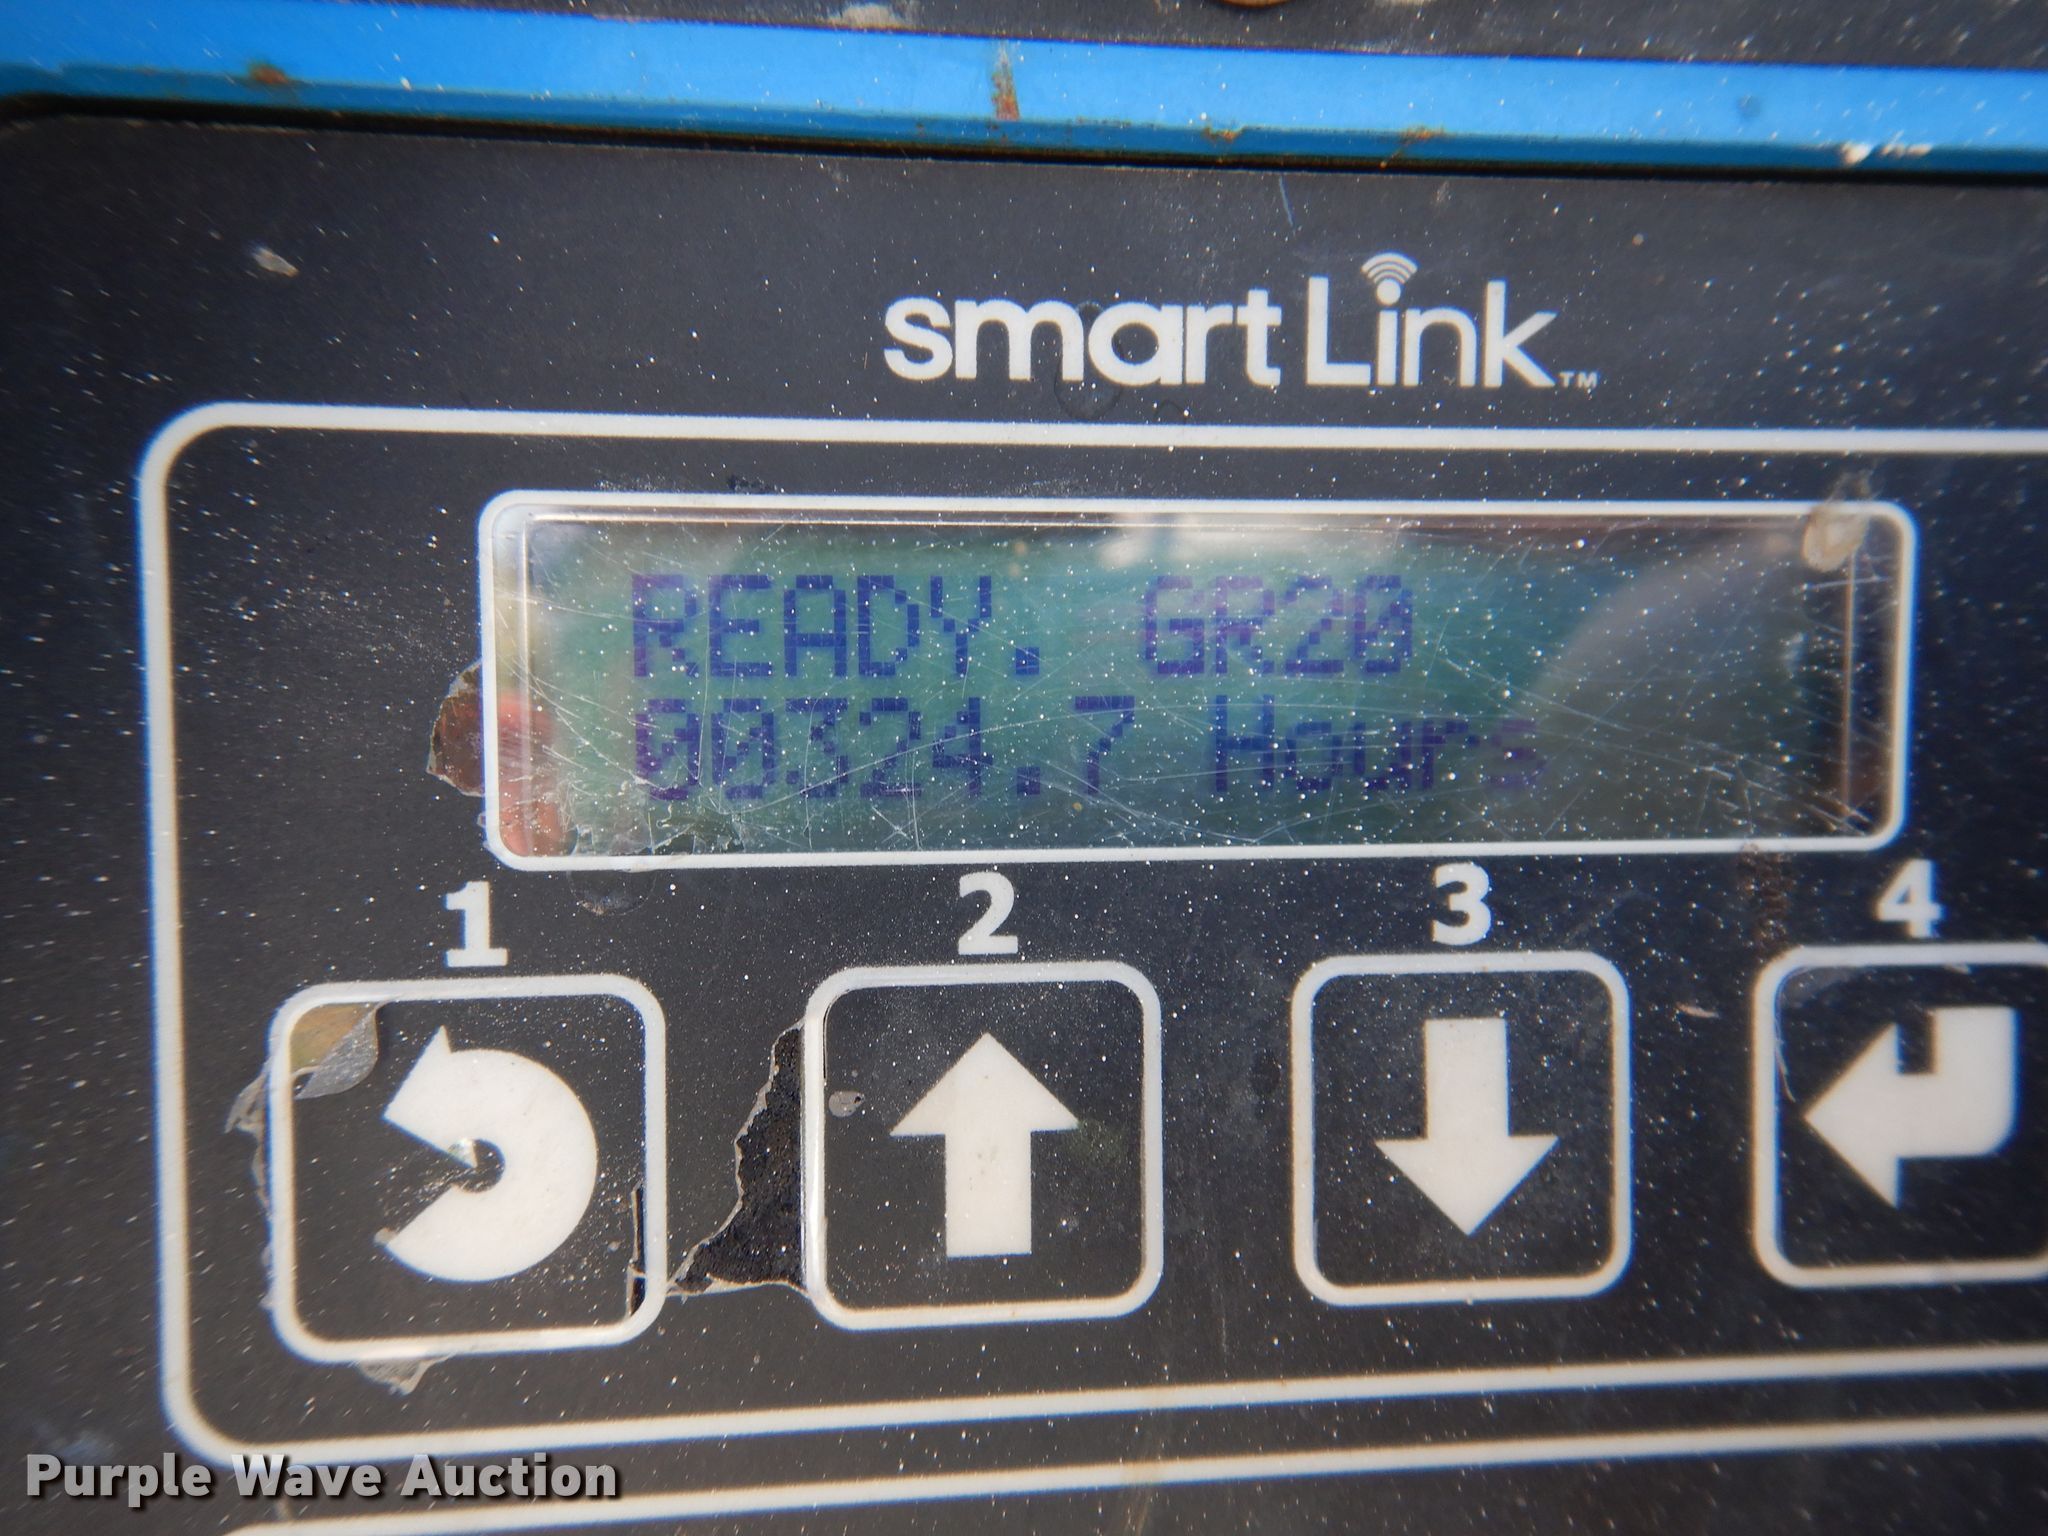 smart Link™
READY. GR20
00324.7 Hours
1 2 3 4
Purple Wave Auction